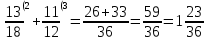 13/18⁽² + 11/12⁽³ = 26+33/36 = 59/36 = 1 23/36